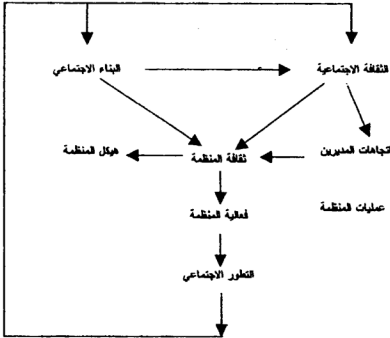 الثقافة الاجتماعية
البناء الاجتماعي
اتجاهات المديرين
ثقافة المنظمة
هيكل المنظمة
عمليات المنظمة
فعالية المنظمة
التطور الاجتماعي